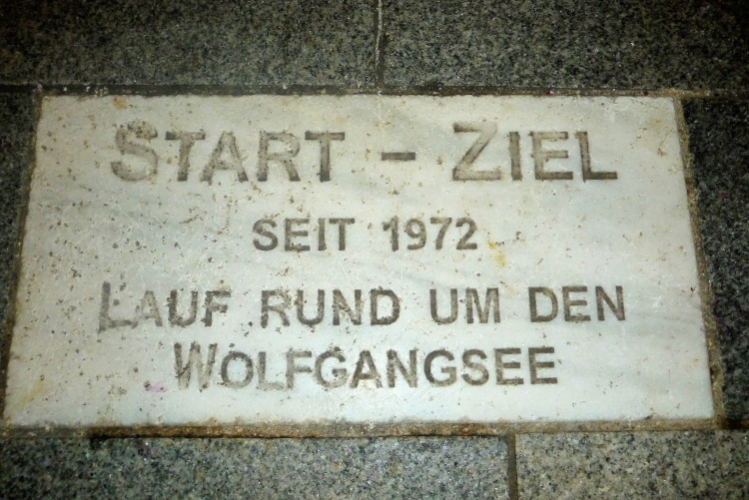 START – ZIEL
SEIT 1972
LAUF RUND UM DEN
WOLFGANGSEE